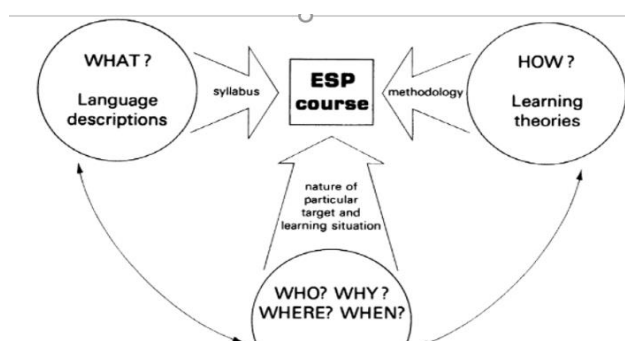 WHAT?
Language
descriptions
syllabus
ESP
course
methodology
HOW?
Learning
theories
nature of
particular
target and
learning situation
WHO? WHY?
WHERE? WHEN?